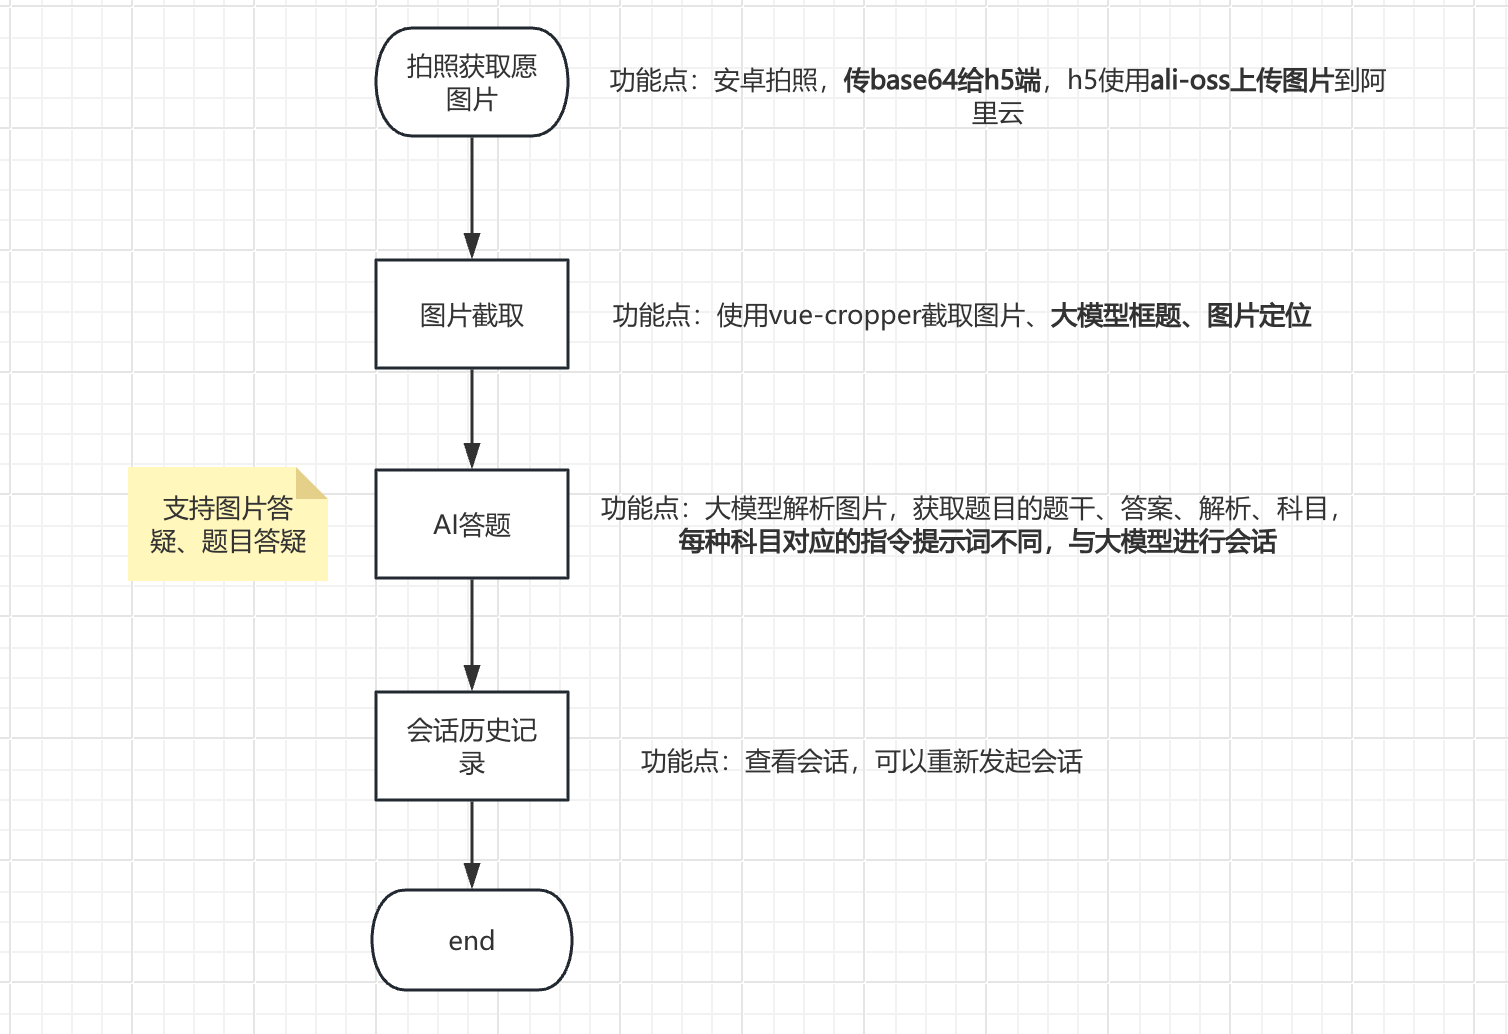 拍照获取愿
图片
功能点：安卓拍照，传base64给h5端，h5使用ali-oss上传图片到阿
里云
图片截取
功能点：使用vue-cropper截取图片、大模型框题、图片定位
支持图片答
疑、题目答疑
AI答题
功能点：大模型解析图片，获取题目的题干、答案、解析、科目，
每种科目对应的指令提示词不同，与大模型进行会话
会话历史记
录
功能点：查看会话，可以重新发起会话
end